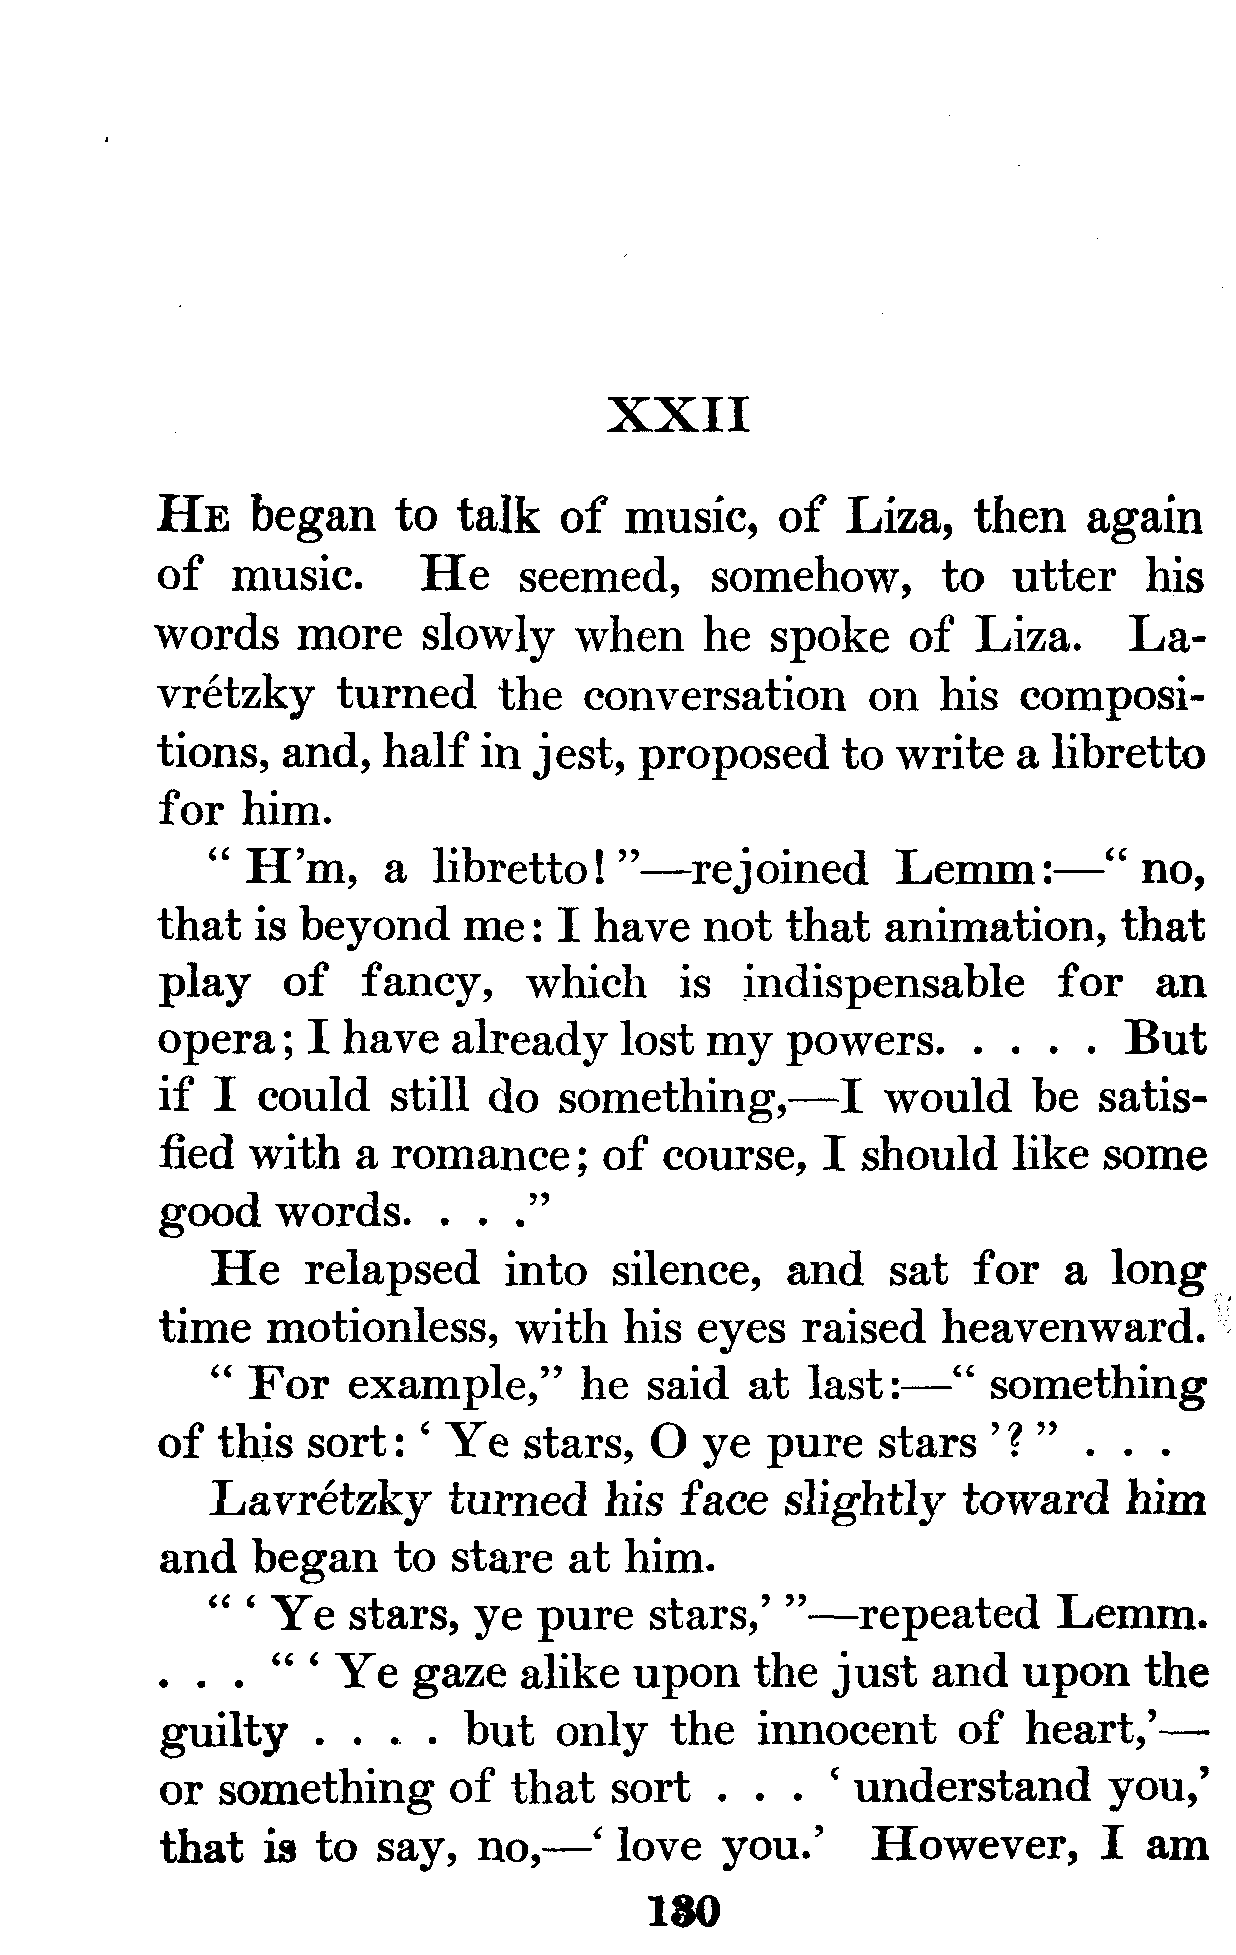 XXII
HE began to talk of music, of Liza, then again
of music. He seemed, somehow, to utter his
words more slowly when he spoke of Liza. La-
vrétzky turned the conversation on his composi-
tions, and, half in jest, proposed to write a libretto
for him.
“ H’m, a libretto! ”—rejoined Lemm:—“ no,
that is beyond me: I have not that animation, that
play of fancy, which is indispensable for an
opera; I have already lost my powers. . . . . But
if I could still do something,—I would be satis-
fied with a romance; of course, I should like some
good words. . . .”
He relapsed into silence, and sat for a long
time motionless, with his eyes raised heavenward.
“ For example,” he said at last:—“ something
of this sort: ‘ Ye stars, O ye pure stars ’? ” . . .
Lavrétzky turned his face slightly toward him
and began to stare at him.
“ ‘ Ye stars, ye pure stars,’ ”—repeated Lemm.
. . . “ ‘ Ye gaze alike upon the just and upon the
guilty . . . . but only the innocent of heart,’—
or something of that sort . . . ‘ understand you,’
that is to say, no,—‘ love you.’ However, I am
130